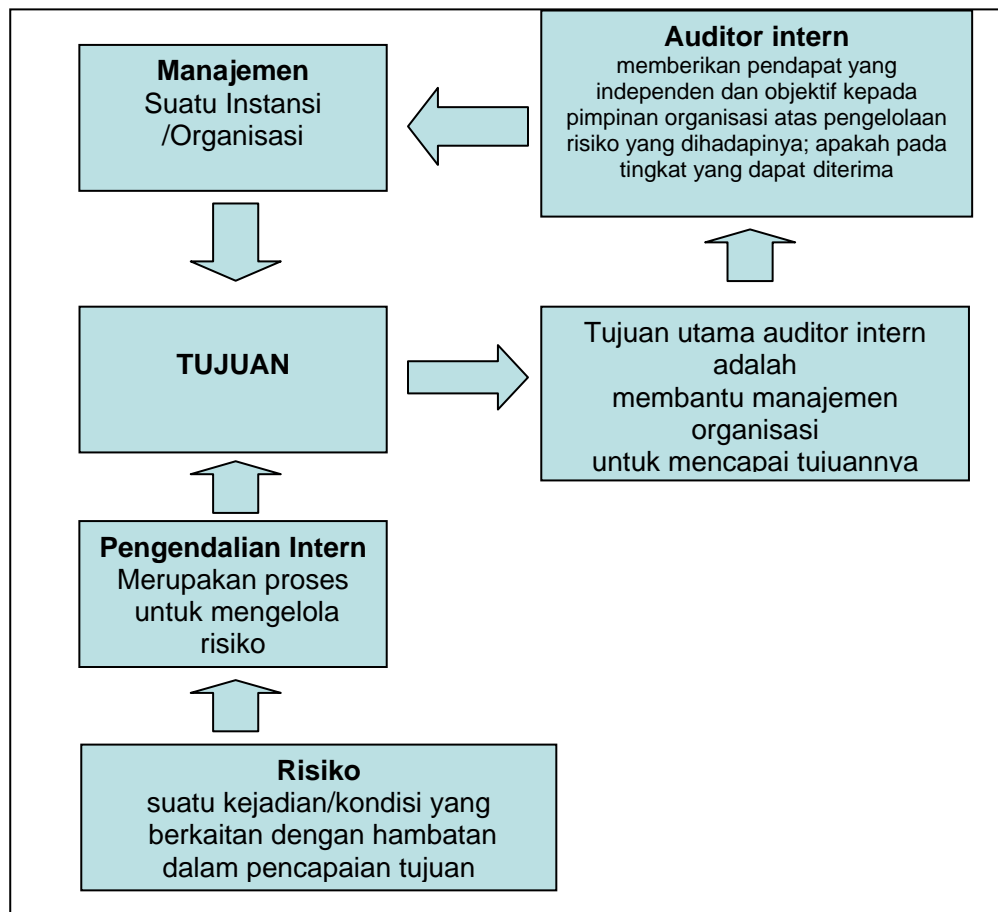 Manajemen
Suatu Instansi
/Organisasi
Auditor intern
memberikan pendapat yang
independen dan objektif kepada
pimpinan organisasi atas pengelolaan
risiko yang dihadapinya; apakah pada
tingkat yang dapat diterima
TUJUAN
Tujuan utama auditor intern
adalah
membantu manajemen
organisasi
untuk mencapai tujuannya
Pengendalian Intern
Merupakan proses
untuk mengelola
risiko
Risiko
suatu kejadian/kondisi yang
berkaitan dengan hambatan
dalam pencapaian tujuan